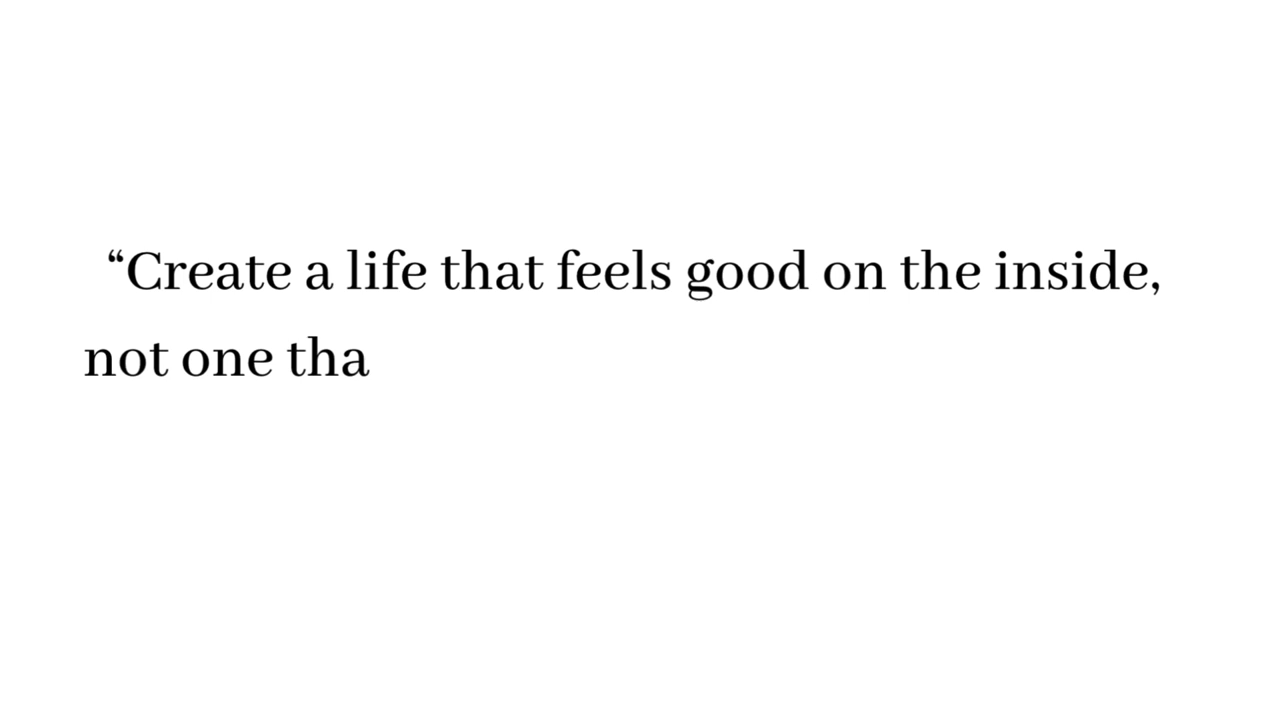 “Create a life that feels good on the inside,
not one tha